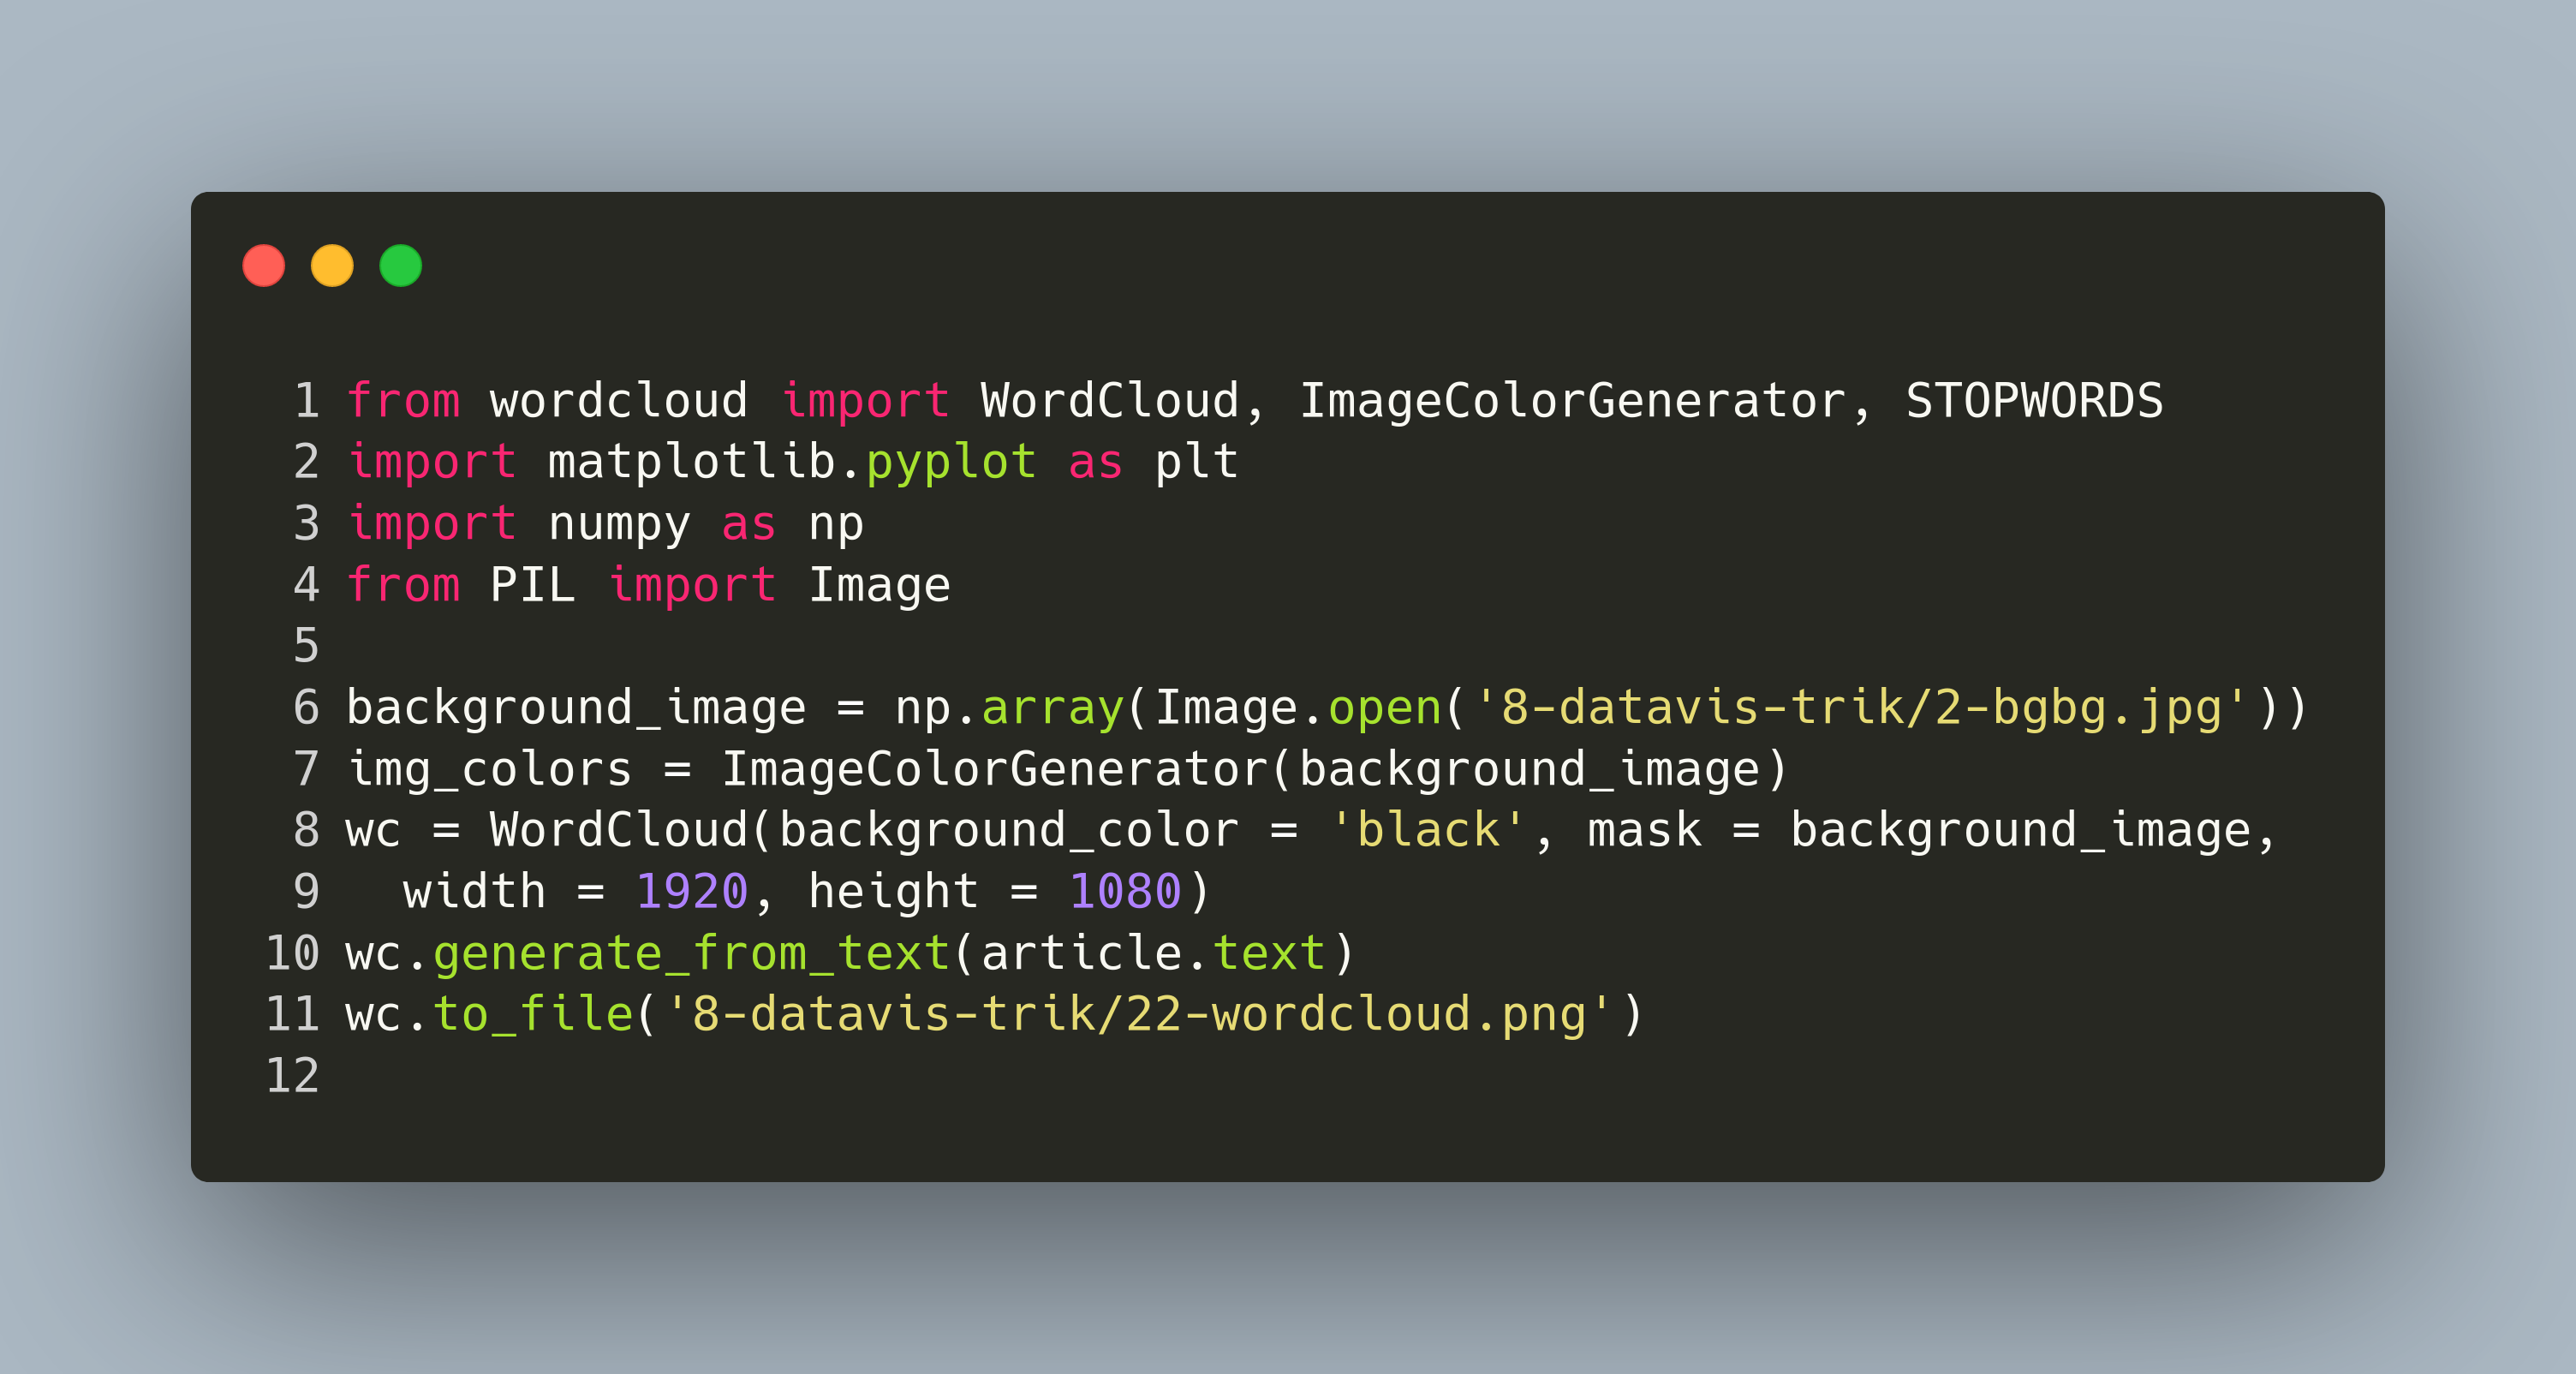 1 from wordcloud import WordCloud, ImageColorGenerator, STOPWORDS
2 import matplotlib.pyplot as plt
3 import numpy as np
4 from PIL import Image
5
6 background_image = np.array(Image.open('8-datavis-trik/2-bgbg.jpg'))
7 img_colors = ImageColorGenerator(background_image)
8 wc = WordCloud(background_color = 'black', mask = background_image,
9   width = 1920, height = 1080)
10 wc.generate_from_text(article.text)
11 wc.to_file('8-datavis-trik/22-wordcloud.png')
12